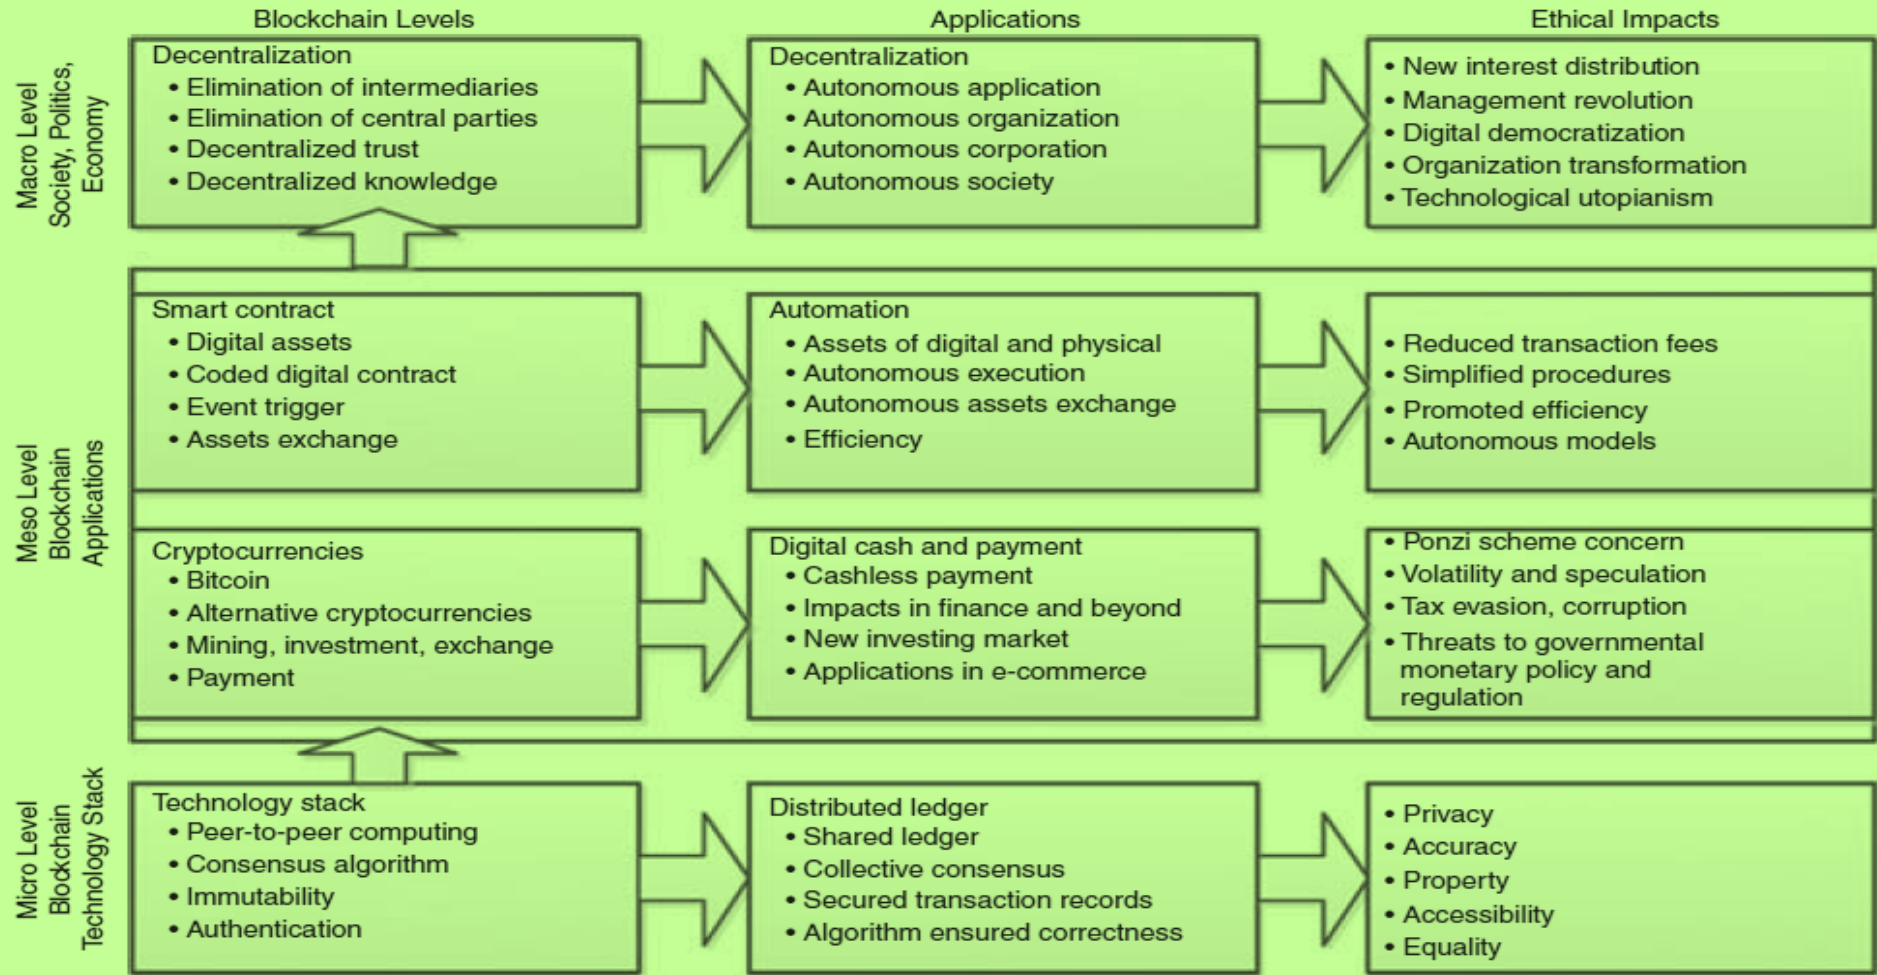 Blockchain Levels
Applications
Ethical Impacts
Macro Level
Society, Politics,
Economy
Decentralization
• Elimination of intermediaries
• Elimination of central parties
• Decentralized trust
• Decentralized knowledge
Decentralization
• Autonomous application
• Autonomous organization
• Autonomous corporation
• Autonomous society
• New interest distribution
• Management revolution
• Digital democratization
• Organization transformation
• Technological utopianism
Meso Level
Blockchain
Applications
Smart contract
• Digital assets
• Coded digital contract
• Event trigger
• Assets exchange
Automation
• Assets of digital and physical
• Autonomous execution
• Autonomous assets exchange
• Efficiency
• Reduced transaction fees
• Simplified procedures
• Promoted efficiency
• Autonomous models
Cryptocurrencies
• Bitcoin
• Alternative cryptocurrencies
• Mining, investment, exchange
• Payment
Digital cash and payment
• Cashless payment
• Impacts in finance and beyond
• New investing market
• Applications in e-commerce
• Ponzi scheme concern
• Volatility and speculation
• Tax evasion, corruption
• Threats to governmental
monetary policy and
regulation
Micro Level
Blockchain
Technology Stack
Technology stack
• Peer-to-peer computing
• Consensus algorithm
• Immutability
• Authentication
Distributed ledger
• Shared ledger
• Collective consensus
• Secured transaction records
• Algorithm ensured correctness
• Privacy
• Accuracy
• Property
• Accessibility
• Equality